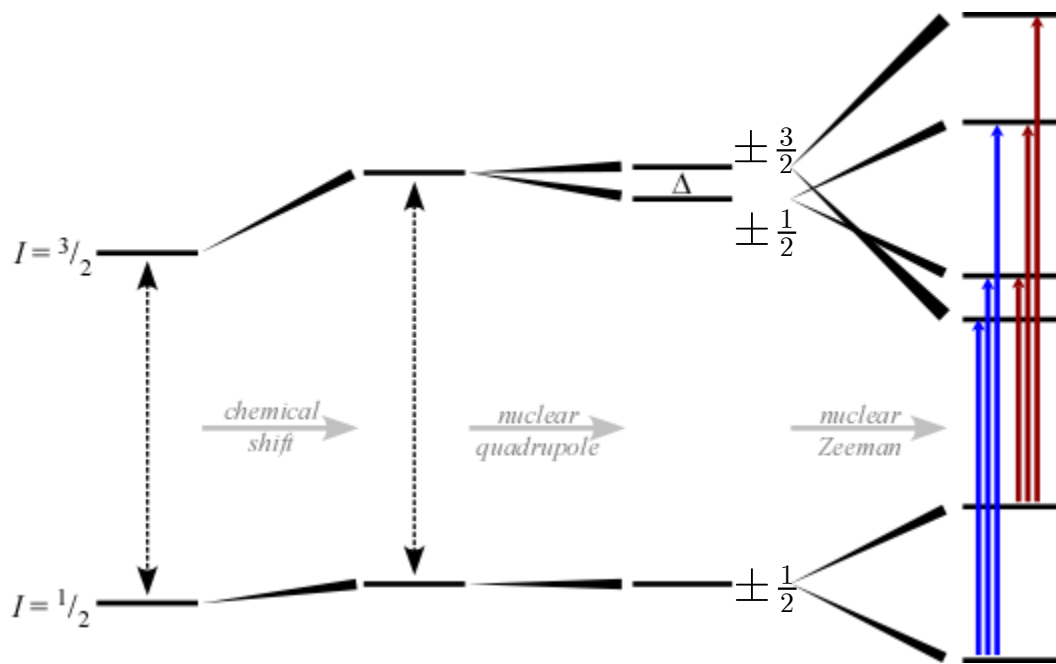 ± 3/2
Δ
± 1/2
I = 3/2
chemical
shift
nuclear
quadrupole
nuclear
Zeeman
I = 1/2
± 1/2